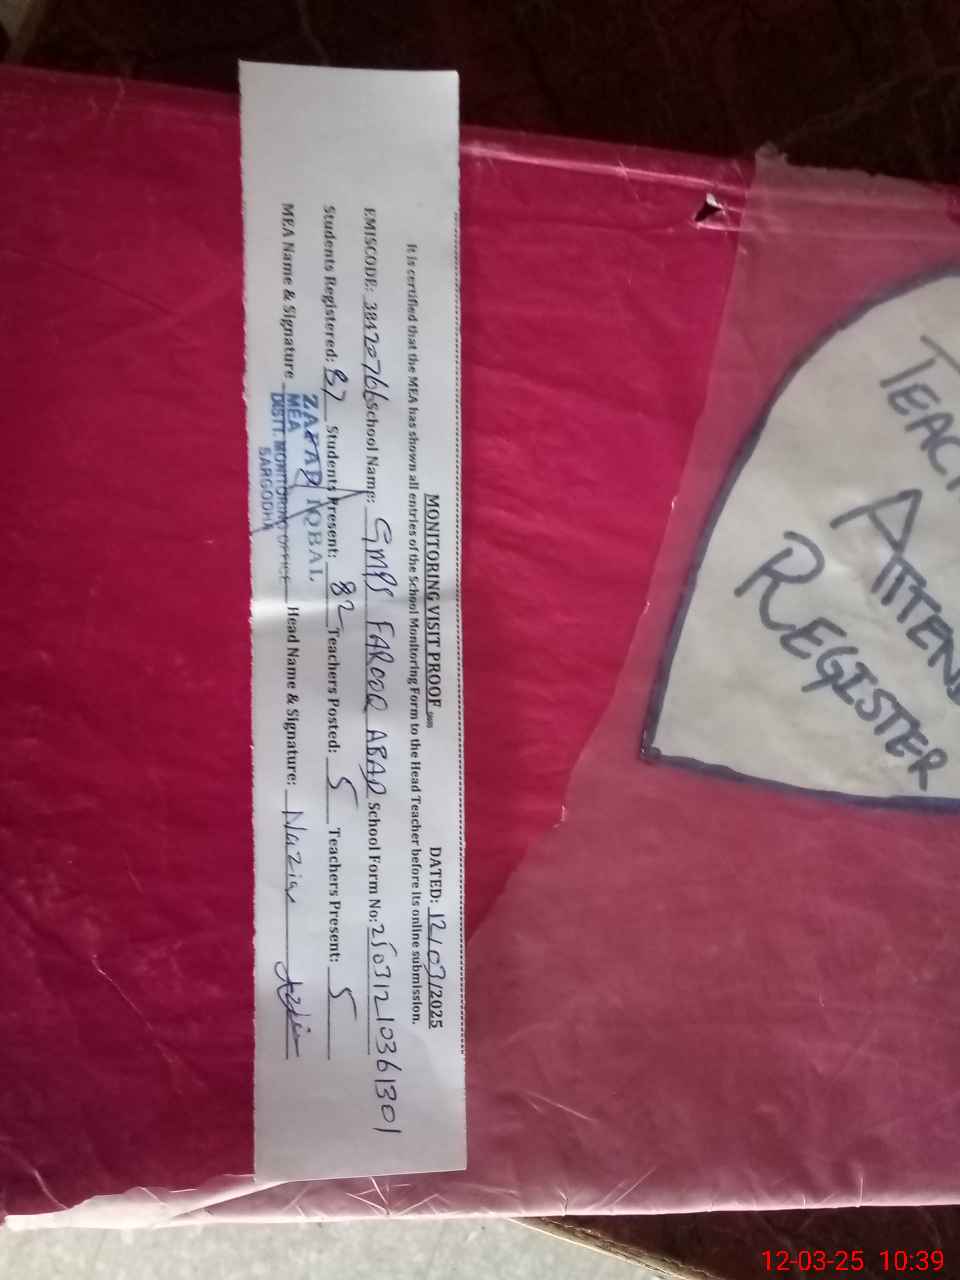 MONITORING VISIT PROOF DATED: 12/03/2025
It is certified that the MEA has shown all entries of the School Monitoring Form to the Head Teacher before its online submission.
EMISCODE: 38420766 School Name: GMPS FAROOQ ABAD School Form No: 25031210361301
Students Registered: 87 Students Present: 82 Teachers Posted: 5 Teachers Present: 5
MEA Name & Signature Head Name & Signature: Nazia
ZAFAR IQBAL
MEA
DISTT. MONITORING OFFICE
SARGODHA
TEAC
ATTEN
REGISTER
12-03-25 10:39